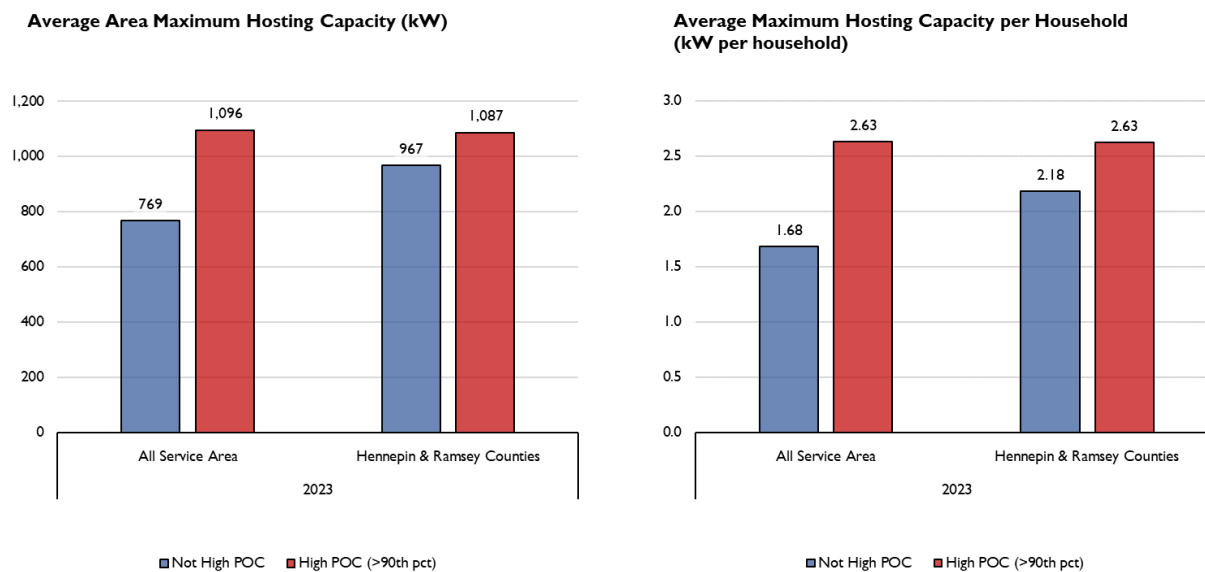 Average Area Maximum Hosting Capacity (kW)
1,200
1,000
800
600
400
200
0
769
1,096
967
1,087
All Service Area
Hennepin & Ramsey Counties
2023
Not High POC
High POC (>90th pct)
Average Maximum Hosting Capacity per Household
(kW per household)
3.0
2.5
2.0
1.5
1.0
0.5
0.0
1.68
2.63
2.18
2.63
All Service Area
Hennepin & Ramsey Counties
2023
Not High POC
High POC (>90th pct)